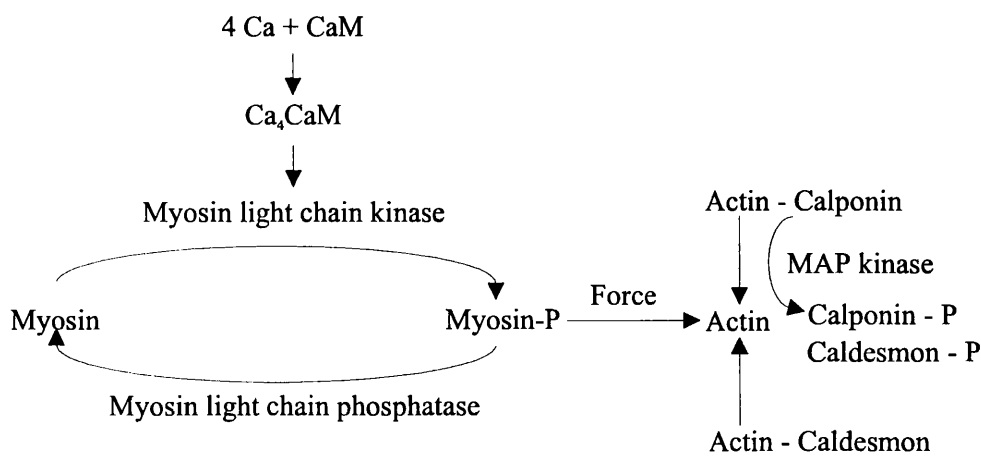 4 Ca + CaM
Ca₄CaM
Myosin light chain kinase
Actin - Calponin
MAP kinase
Force
Myosin
Myosin-P
Actin
Calponin - P
Caldesmon - P
Myosin light chain phosphatase
Actin - Caldesmon